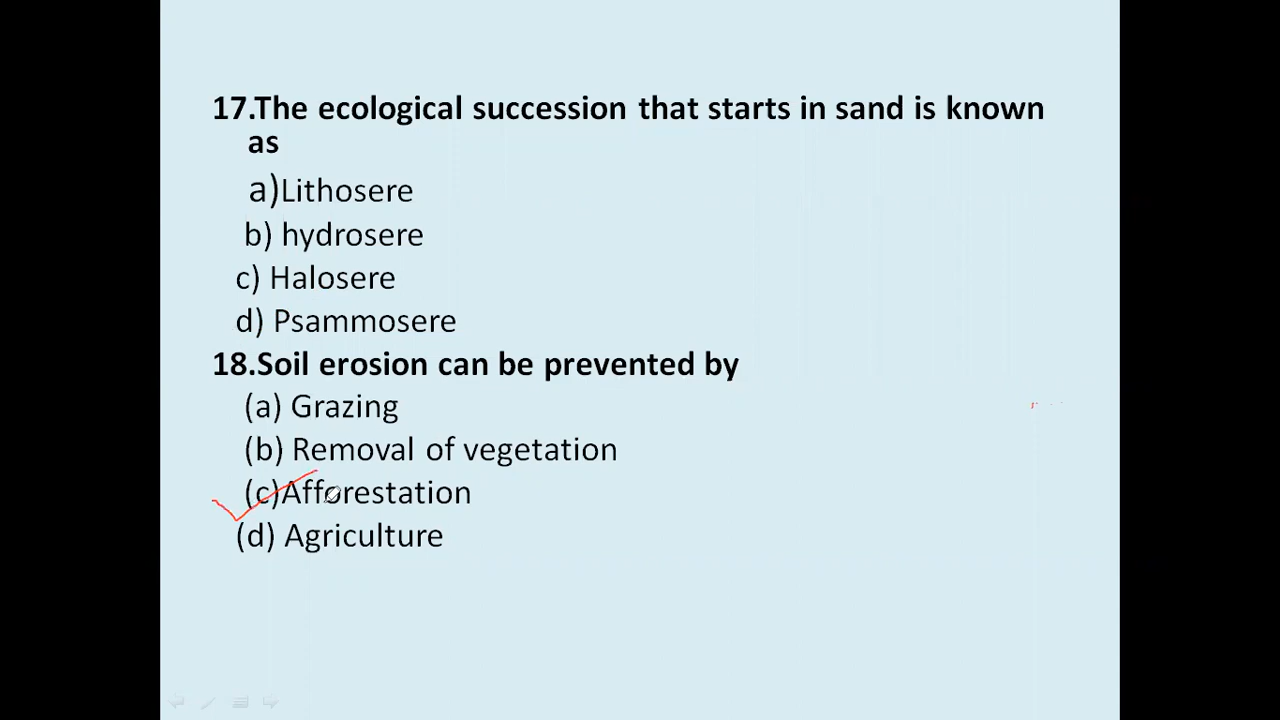 17.The ecological succession that starts in sand is known
as
a)Lithosere
b) hydrosere
c) Halosere
d) Psammosere
18.Soil erosion can be prevented by
(a) Grazing
(b) Removal of vegetation
(c)Afforestation
(d) Agriculture